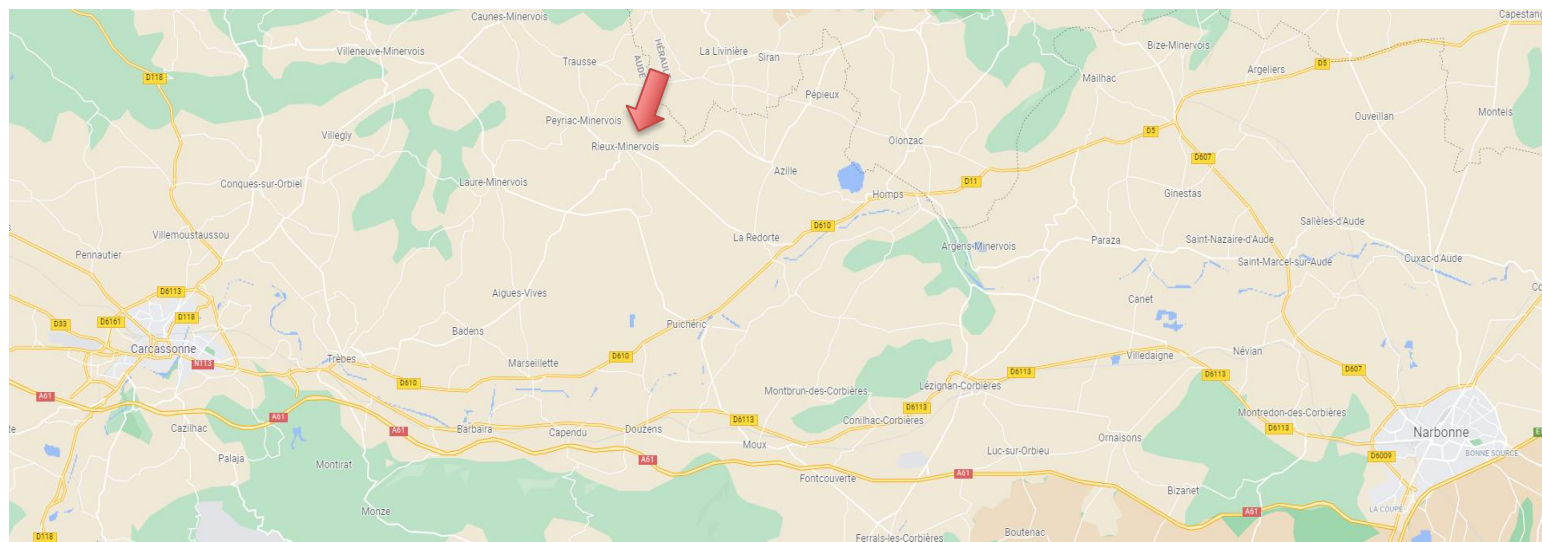 Caunes-Minervois
Capestang
Villeneuve-Minervois
HÉRAULT
AUDE
La Livinière
Siran
Bize-Minervois
Trausse
Argeliers
D5
D118
Mailhac
Pépieux
Peyriac-Minervois
Ouveillan
Montels
Villegly
D5
Rieux-Minervois
Olonzac
D607
Azille
Conques-sur-Orbiel
Laure-Minervois
D11
Homps
Ginestas
D610
Sallèles-d'Aude
Villemoustaussou
La Redorte
Argens-Minervois
Paraza
Saint-Nazaire-d'Aude
Pennautier
Saint-Marcel-sur-Aude
Cuxac-d'Aude
D6113
Aigues-Vives
Canet
Co
D33
D6161
D118
Badens
Puichéric
Carcassonne
N113
Trèbes
Marseillette
D610
Villedaigne
Névian
D610
D6113
D6113
D607
A61
Montbrun-des-Corbières
Lézignan-Corbières
A61
D6113
Montredon-des-Corbières
Cazilhac
A61
Barbaira
Capendu
Douzens
D6113
Conilhac-Corbières
D6113
Narbonne
E
te
Palaja
Montirat
A61
Moux
Luc-sur-Orbieu
Ornaisons
D6009
BONNE SOURCE
Fontcouverte
A61
Bizanet
Monze
A61
LA COUPE
D118
Ferrals-les-Corbières
Boutenac